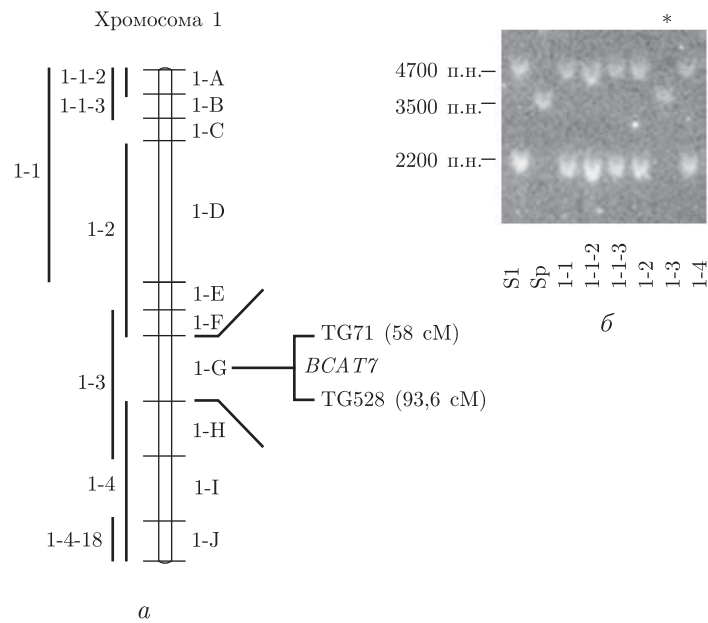 Хромосома 1
1-1-2
1-1-3
1-1
1-2
1-3
1-4
1-4-18
1-A
1-B
1-C
1-D
1-E
1-F
1-G
1-H
1-I
1-J
TG71 (58 сМ)
BCAT7
TG528 (93,6 сМ)
а
*
4700 п.н.
3500 п.н.
2200 п.н.
S1
Sp
1-1
1-1-2
1-1-3
1-2
1-3
1-4
б